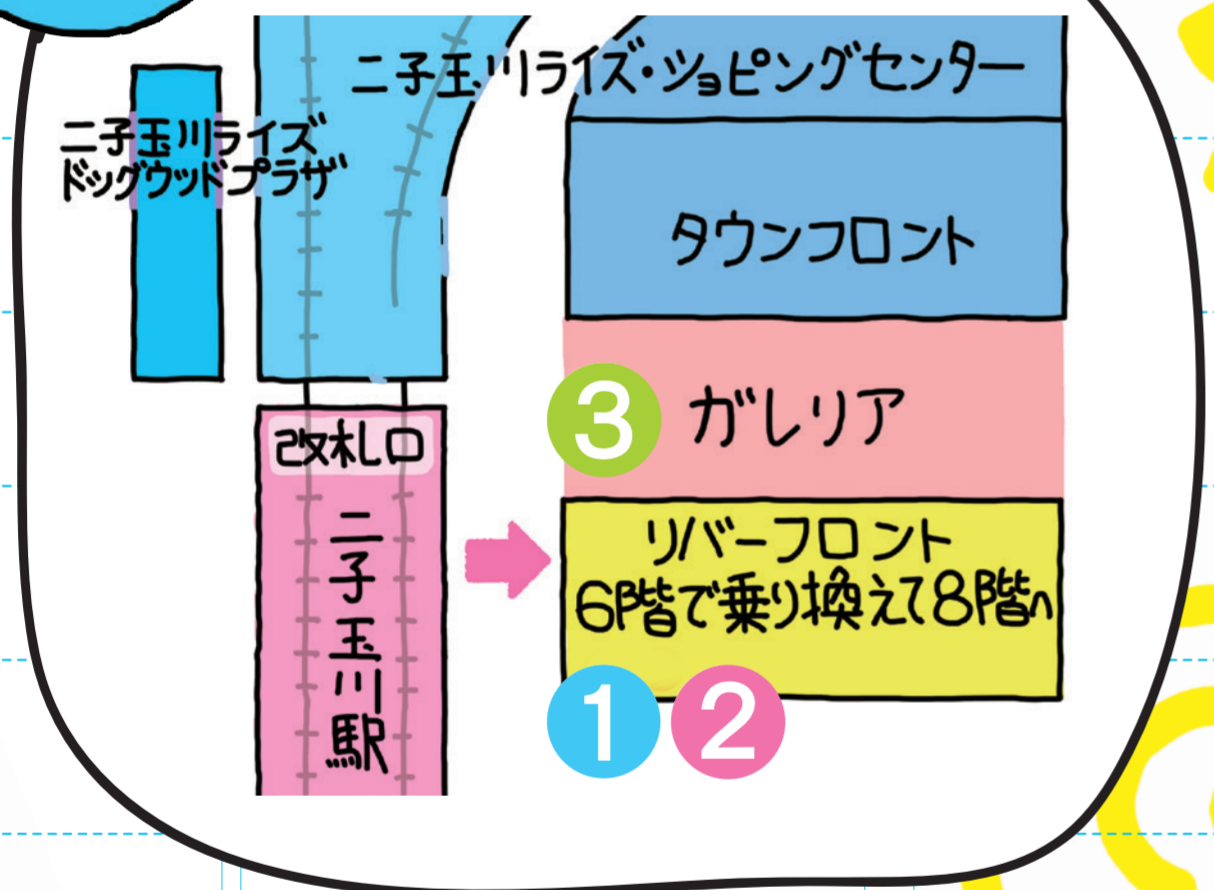 二子玉川ライズ・ショピングセンター
二子玉川ライズ
ドッグウッドプラザ
タウンフロント
3
ガレリア
改札口
二子玉川駅
リバーフロント
6階で乗り換えて8階へ
1 2